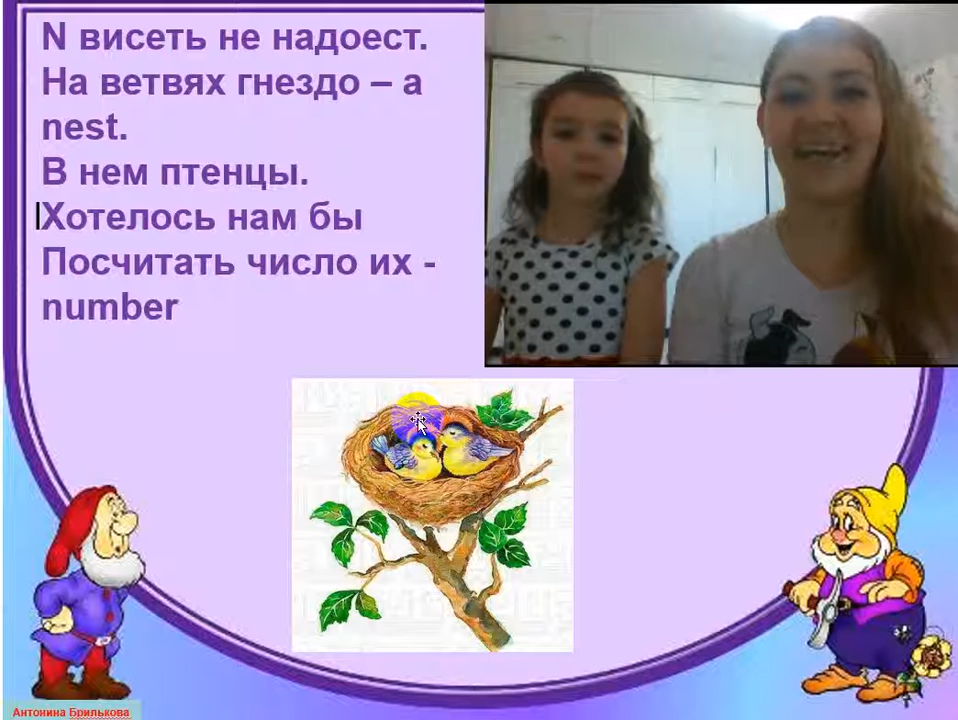 N висеть не надоест.
На ветвях гнездо – a
nest.
В нем птенцы.
Хотелось нам бы
Посчитать число их -
number
Антонина Брилькова